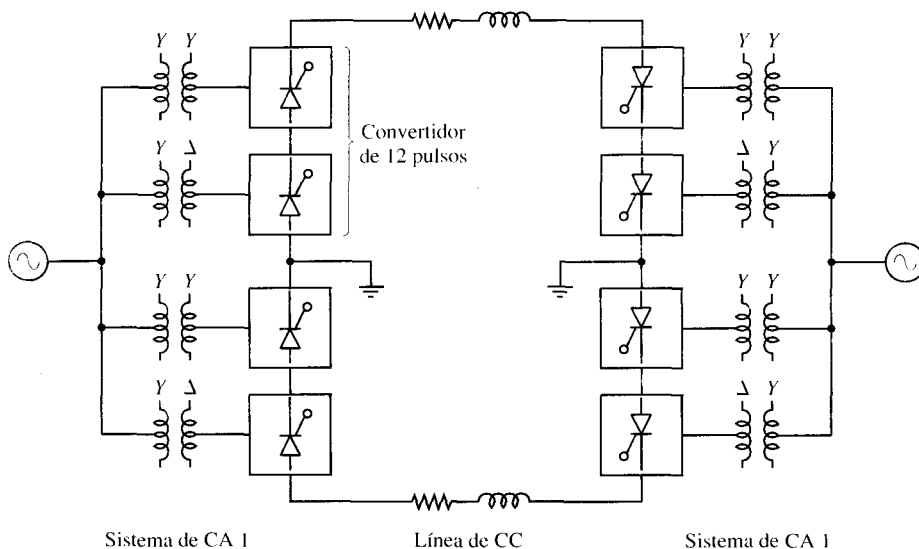 Y Y Y Y
Y Δ Convertidor Δ Y
de 12 pulsos
Y Y Y Y
Y Δ Δ Y
Sistema de CA 1 Línea de CC Sistema de CA 1